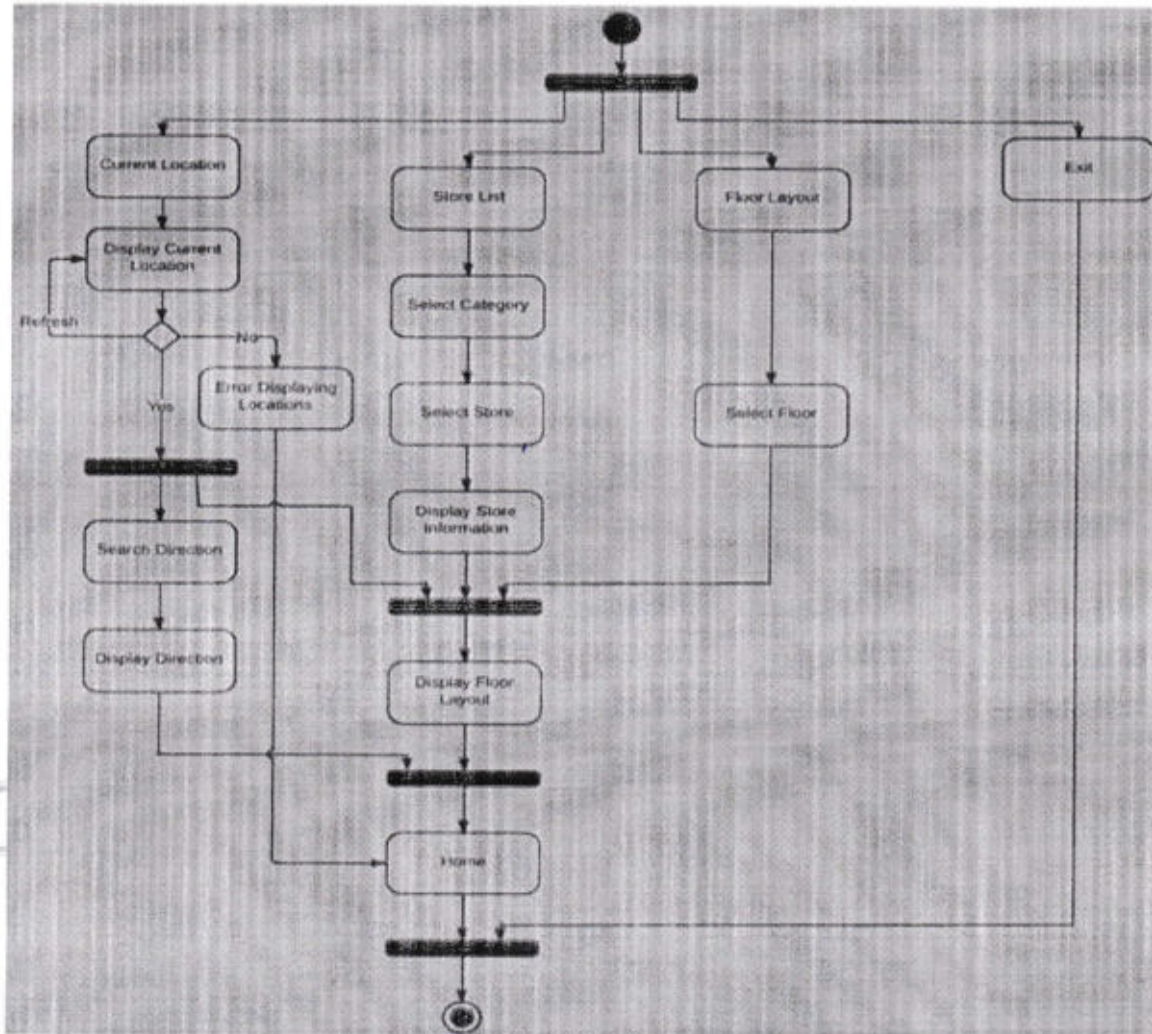 Current Location
Store List
Floor Layout
Exit
Display Current
Location
Refresh
No
Yes
Select Category
Error Displaying
Locations
Select Store
Select Floor
Display Store
Information
Search Direction
Display Direction
Display Floor
Layout
Home